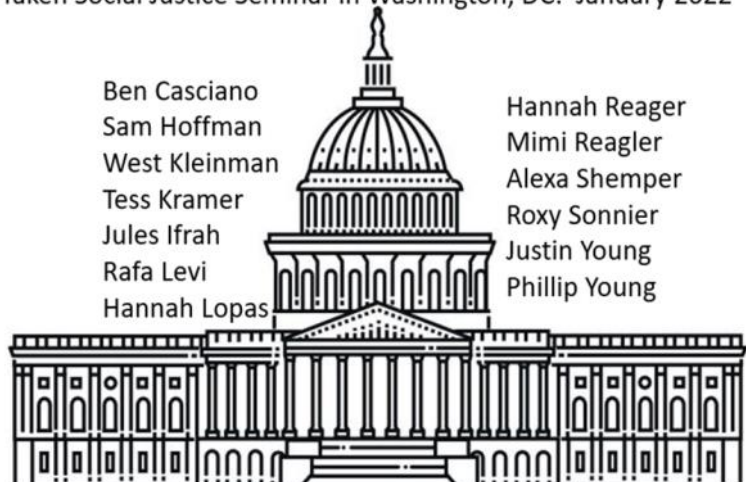 Taken Social Justice Seminar in Washington, DC. January 2022
Ben Casciano
Sam Hoffman
West Kleinman
Tess Kramer
Jules Ifrah
Rafa Levi
Hannah Lopas
Hannah Reager
Mimi Reagler
Alexa Shemper
Roxy Sonnier
Justin Young
Phillip Young